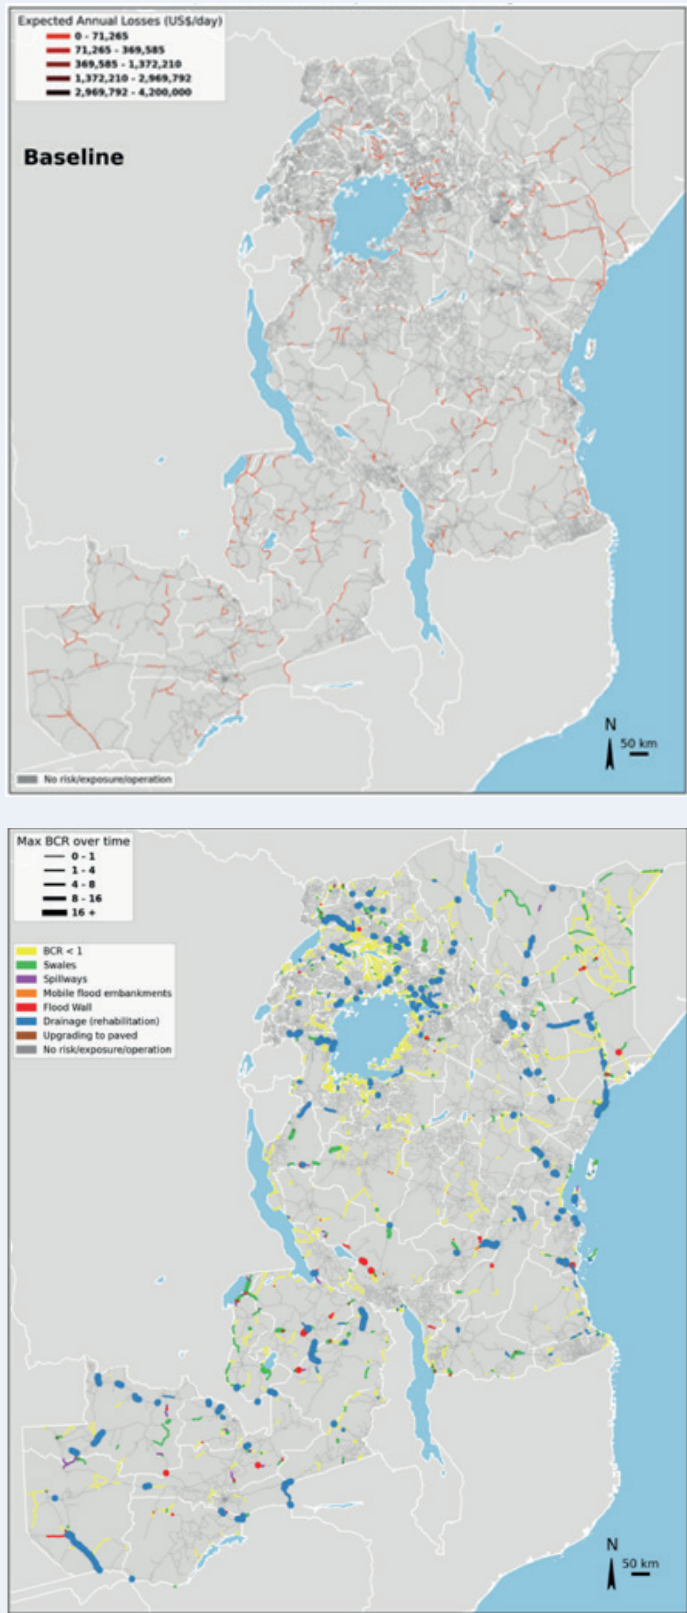 Expected Annual Losses (US$/day)
0 - 71,265
71,265 - 369,585
369,585 - 1,372,210
1,372,210 - 2,969,792
2,969,792 - 4,200,000
Baseline
N
50 km
No risk/exposure/operation
Max BCR over time
0 - 1
1 - 4
4 - 8
8 - 16
16 +
BCR < 1
Swales
Spillways
Mobile flood embankments
Flood Wall
Drainage (rehabilitation)
Upgrading to paved
No risk/exposure/operation
N
50 km